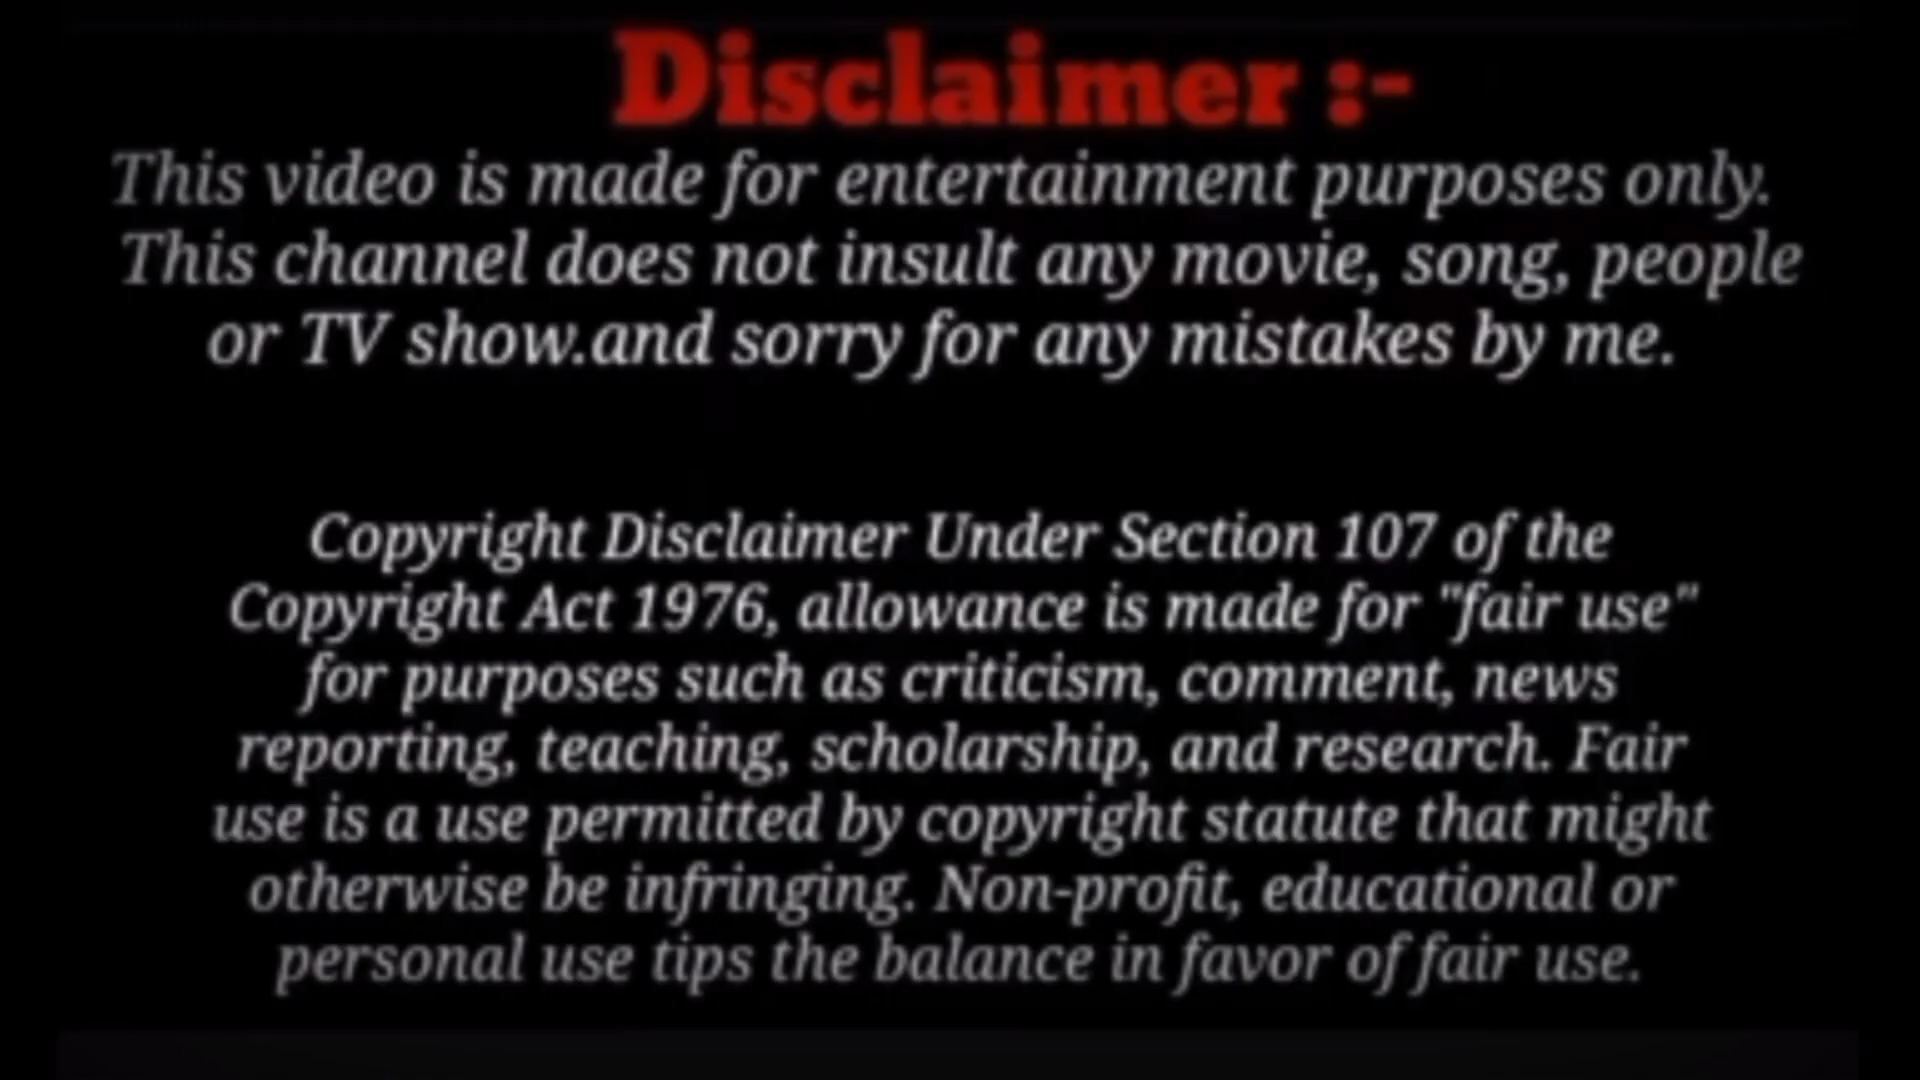 Disclaimer :-
This video is made for entertainment purposes only.
This channel does not insult any movie, song, people
or TV show.and sorry for any mistakes by me.
Copyright Disclaimer Under Section 107 of the
Copyright Act 1976, allowance is made for "fair use"
for purposes such as criticism, comment, news
reporting, teaching, scholarship, and research. Fair
use is a use permitted by copyright statute that might
otherwise be infringing. Non-profit, educational or
personal use tips the balance in favor of fair use.